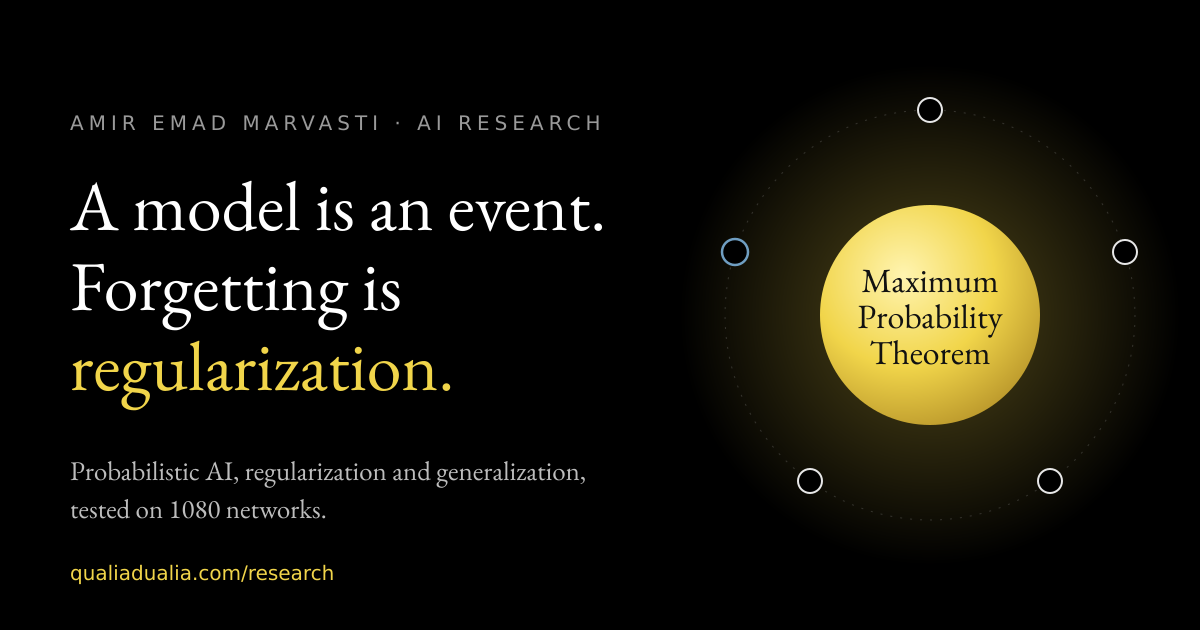 AMIR EMAD MARVASTI · AI RESEARCH
A model is an event.
Forgetting is
regularization.
Probabilistic AI, regularization and generalization,
tested on 1080 networks.
qualiadualia.com/research
Maximum
Probability
Theorem